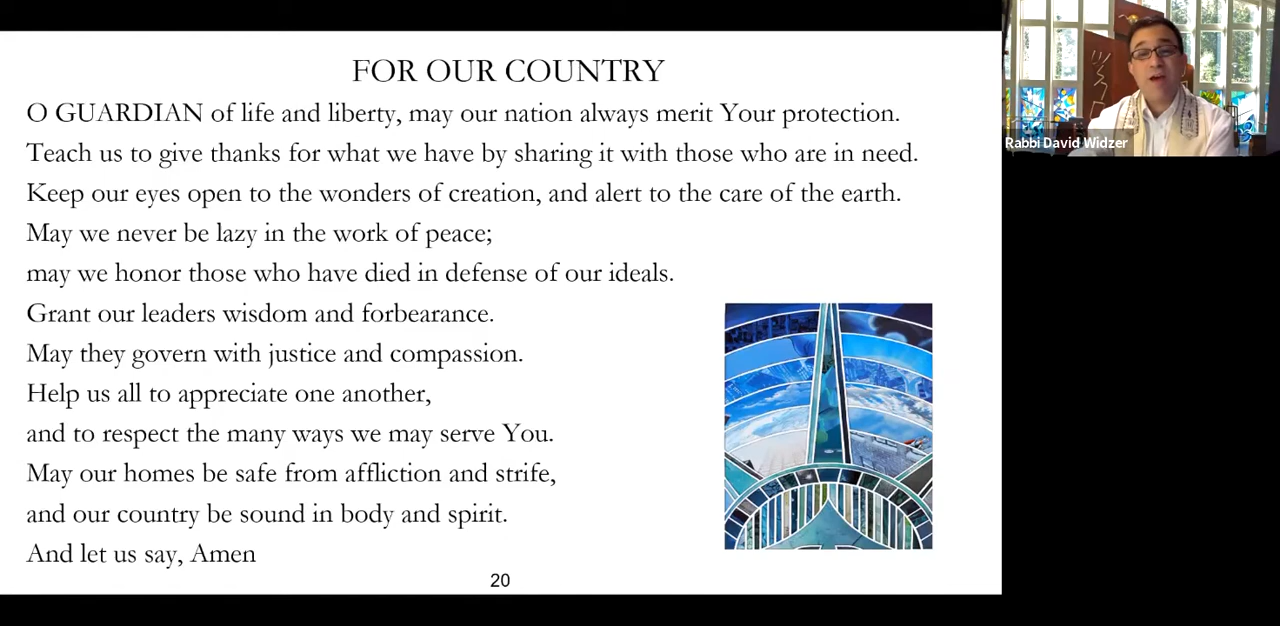 FOR OUR COUNTRY
O GUARDIAN of life and liberty, may our nation always merit Your protection.
Teach us to give thanks for what we have by sharing it with those who are in need.
Keep our eyes open to the wonders of creation, and alert to the care of the earth.
May we never be lazy in the work of peace;
may we honor those who have died in defense of our ideals.
Grant our leaders wisdom and forbearance.
May they govern with justice and compassion.
Help us all to appreciate one another,
and to respect the many ways we may serve You.
May our homes be safe from affliction and strife,
and our country be sound in body and spirit.
And let us say, Amen
20
Rabbi David Widzer